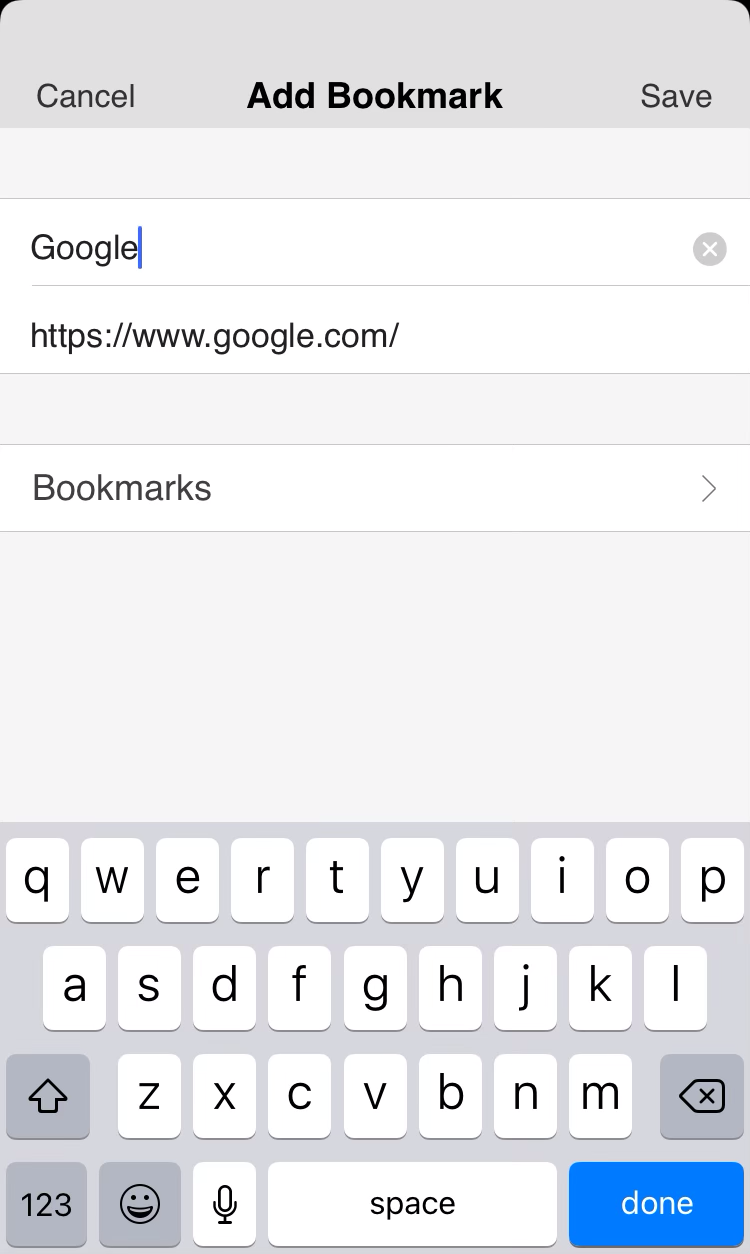 Cancel Add Bookmark Save
Google
https://www.google.com/
Bookmarks
q w e r t y u i o p
a s d f g h j k l
z x c v b n m
123 space done